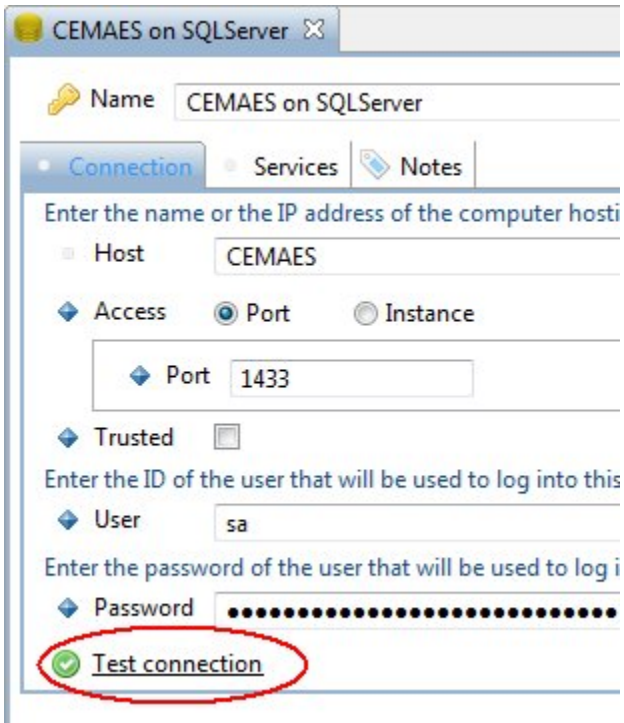 CEMAES on SQLServer
Name CEMAES on SQLServer
Connection Services Notes
Enter the name or the IP address of the computer hosti
Host CEMAES
Access Port Instance
Port 1433
Trusted
Enter the ID of the user that will be used to log into this
User sa
Enter the password of the user that will be used to log i
Password ••••••••••••••••••••••••••••
Test connection